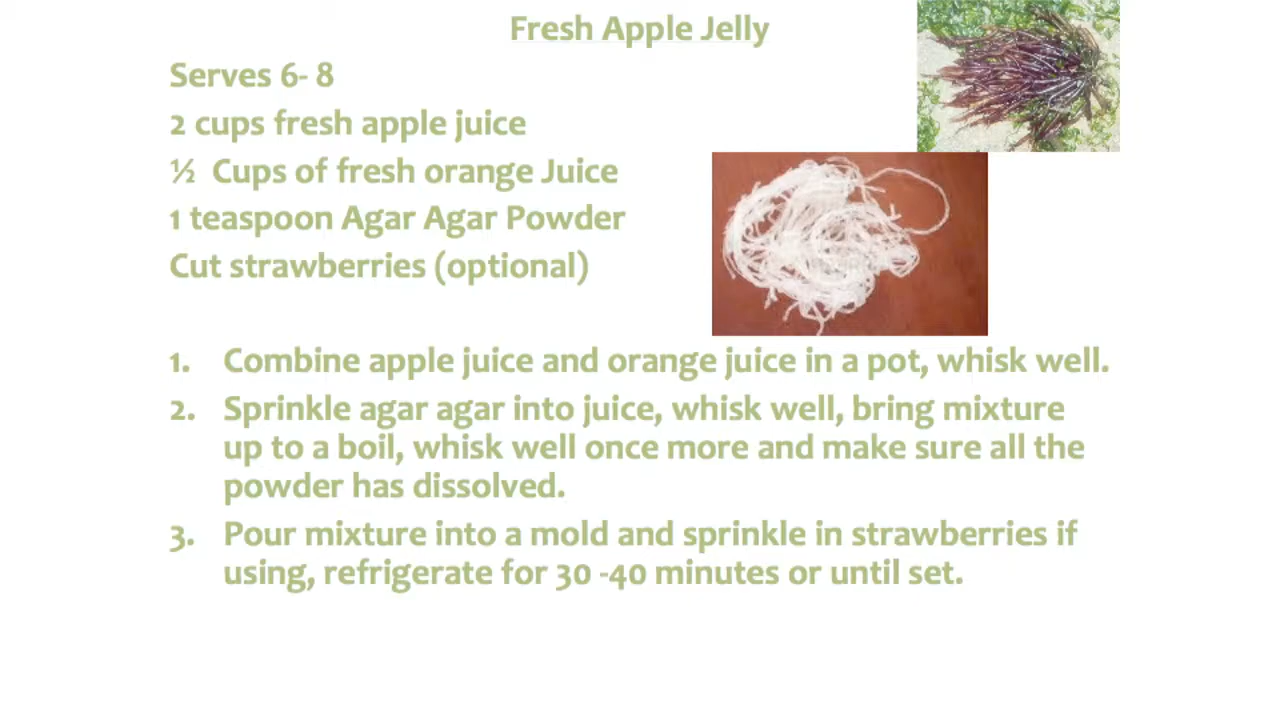 Fresh Apple Jelly
Serves 6- 8
2 cups fresh apple juice
½ Cups of fresh orange Juice
1 teaspoon Agar Agar Powder
Cut strawberries (optional)
1. Combine apple juice and orange juice in a pot, whisk well.
2. Sprinkle agar agar into juice, whisk well, bring mixture
up to a boil, whisk well once more and make sure all the
powder has dissolved.
3. Pour mixture into a mold and sprinkle in strawberries if
using, refrigerate for 30 -40 minutes or until set.